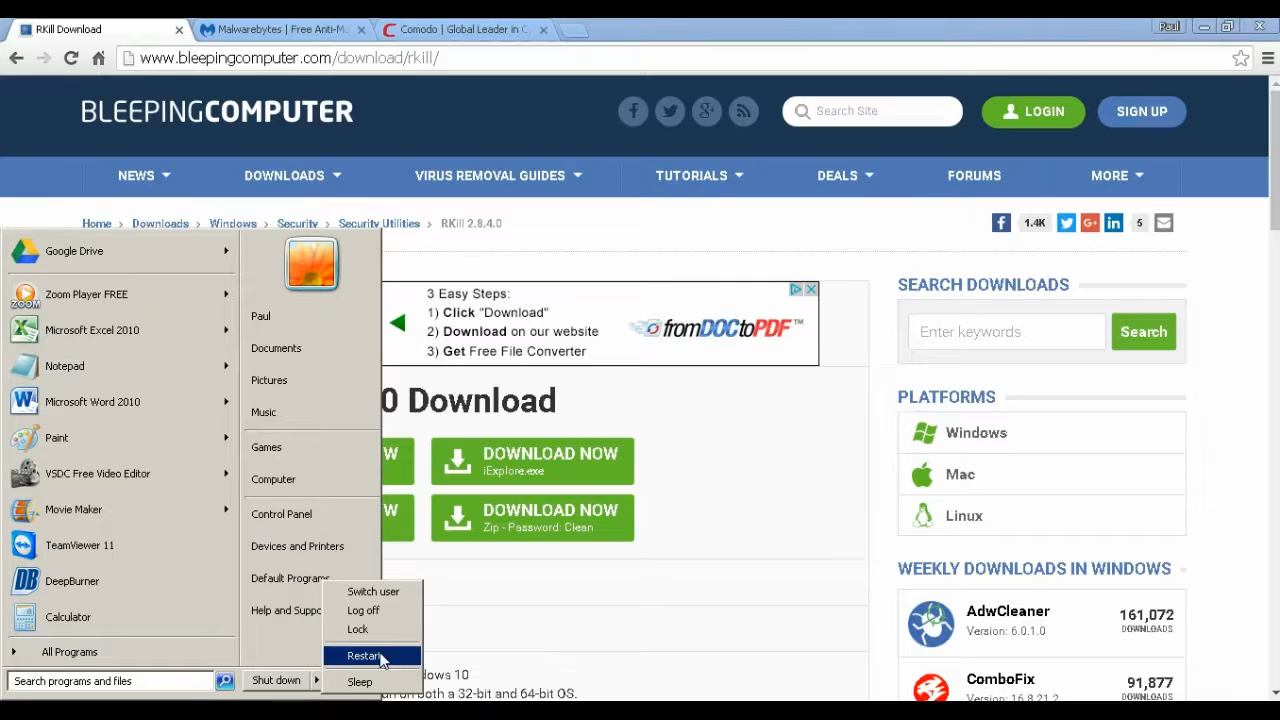 RKill Download
Malwarebytes | Free Anti-M
Comodo | Global Leader in C
Paul
www.bleepingcomputer.com/download/rkill/
BLEEPINGCOMPUTER
Search Site
LOGIN
SIGN UP
NEWS
DOWNLOADS
VIRUS REMOVAL GUIDES
TUTORIALS
DEALS
FORUMS
MORE
Home > Downloads > Windows > Security > Security Utilities > RKill 2.8.4.0
1.4K
5
Google Drive
Zoom Player FREE
ZOOM
Microsoft Excel 2010
Notepad
Microsoft Word 2010
Paint
VSDC Free Video Editor
Movie Maker
TeamViewer 11
DB
DeepBurner
Calculator
All Programs
Search programs and files
Paul
Documents
Pictures
Music
Games
Computer
Control Panel
Devices and Printers
Default Programs
Help and Suppo
Shut down
Switch user
Log off
Lock
Restart
Sleep
3 Easy Steps:
1) Click "Download"
2) Download on our website
3) Get Free File Converter
fromDOCtoPDF™
0 Download
W
DOWNLOAD NOW
iExplore.exe
W
DOWNLOAD NOW
Zip - Password: Clean
dows 10
on both a 32-bit and 64-bit OS.
SEARCH DOWNLOADS
Enter keywords
Search
PLATFORMS
Windows
Mac
Linux
WEEKLY DOWNLOADS IN WINDOWS
AdwCleaner
Version: 6.0.1.0
161,072
DOWNLOADS
ComboFix
Version: 16.8.21.2
91,877
DOWNLOADS